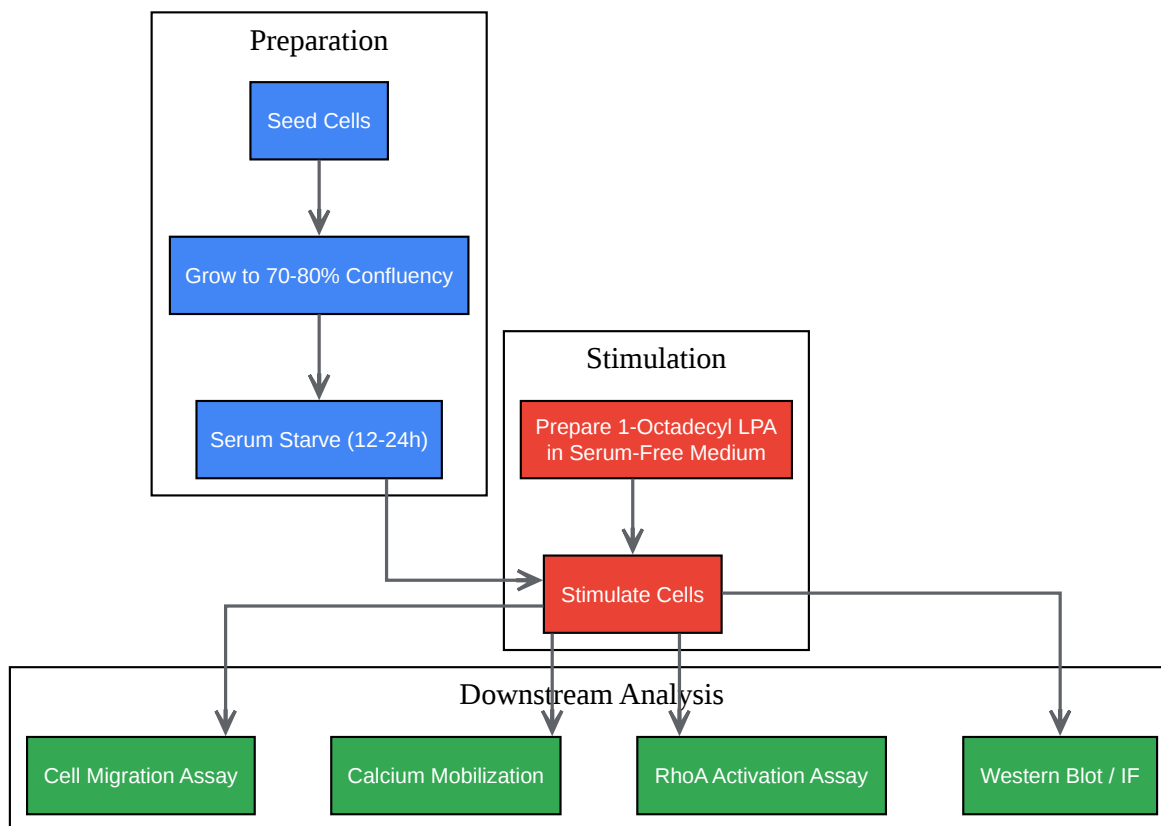 Preparation
Seed Cells
Grow to 70-80% Confluency
Serum Starve (12-24h)
Stimulation
Prepare 1-Octadecyl LPA
in Serum-Free Medium
Stimulate Cells
Downstream Analysis
Cell Migration Assay
Calcium Mobilization
RhoA Activation Assay
Western Blot / IF